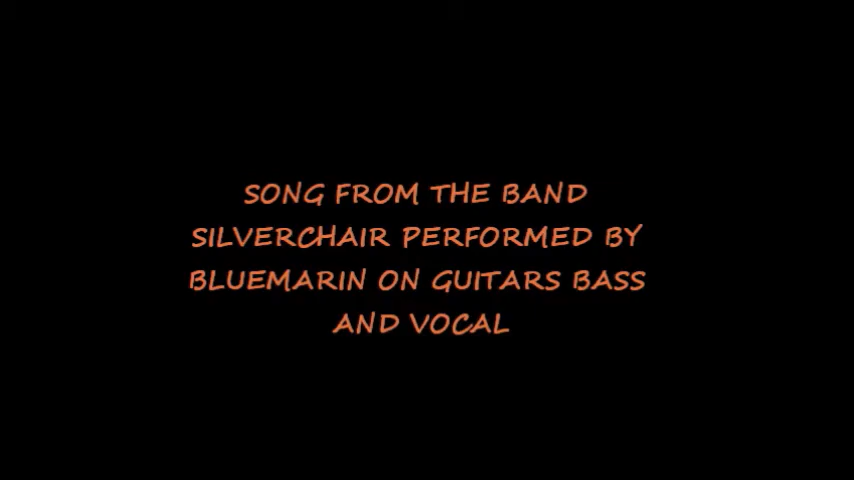 SONG FROM THE BAND
SILVERCHAIR PERFORMED BY
BLUEMARIN ON GUITARS BASS
AND VOCAL